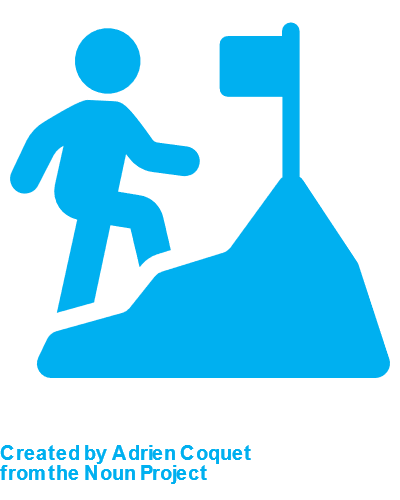 Created by Adrien Coquet
from the Noun Project